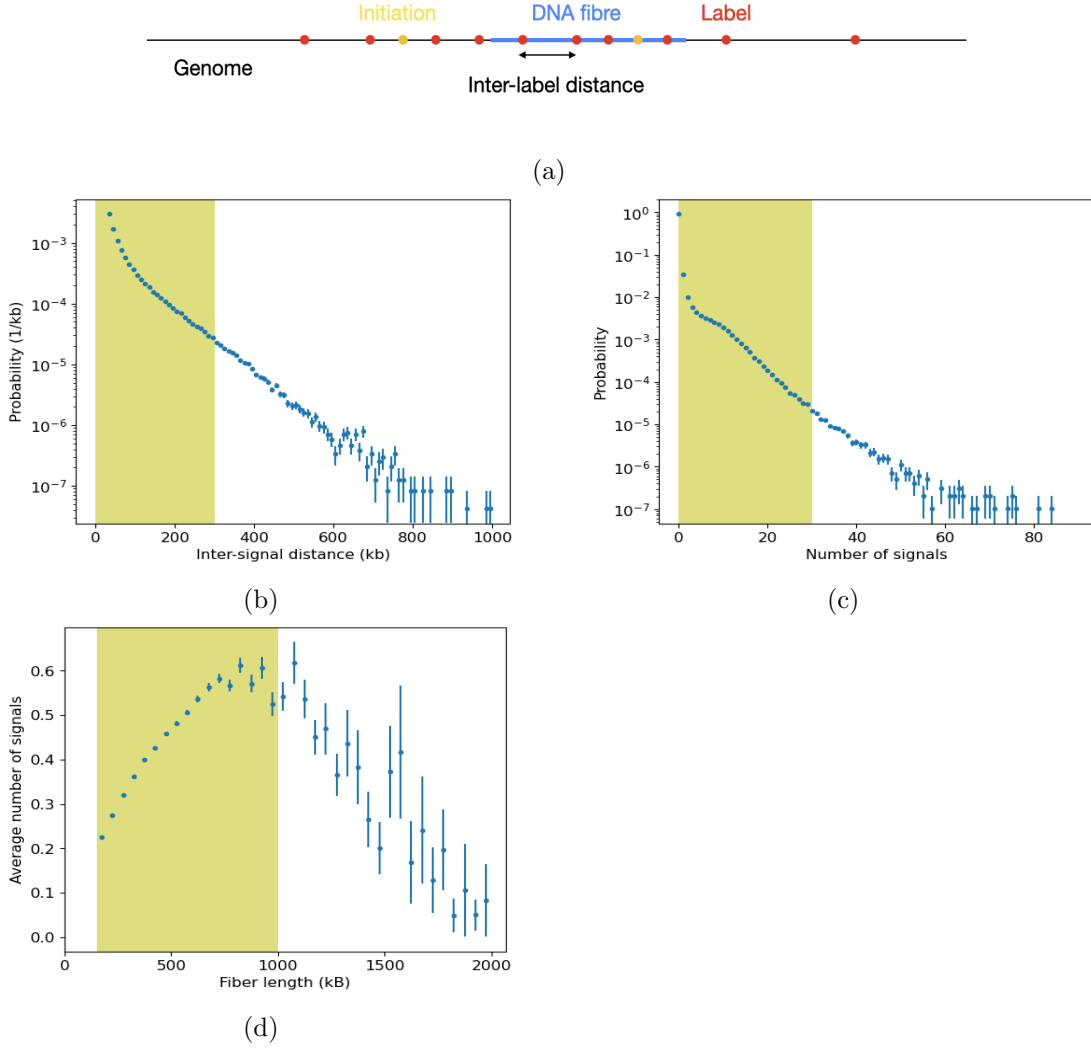 Initiation DNA fibre Label
Genome
Inter-label distance
(a)
10⁻³
10⁻⁴
10⁻⁵
10⁻⁶
10⁻⁷
Probability (1/kb)
0 200 400 600 800 1000
Inter-signal distance (kb)
(b)
10⁰
10⁻¹
10⁻²
10⁻³
10⁻⁴
10⁻⁵
10⁻⁶
10⁻⁷
Probability
0 20 40 60 80
Number of signals
(c)
0.6
0.5
0.4
0.3
0.2
0.1
0.0
Average number of signals
0 500 1000 1500 2000
Fiber length (kB)
(d)